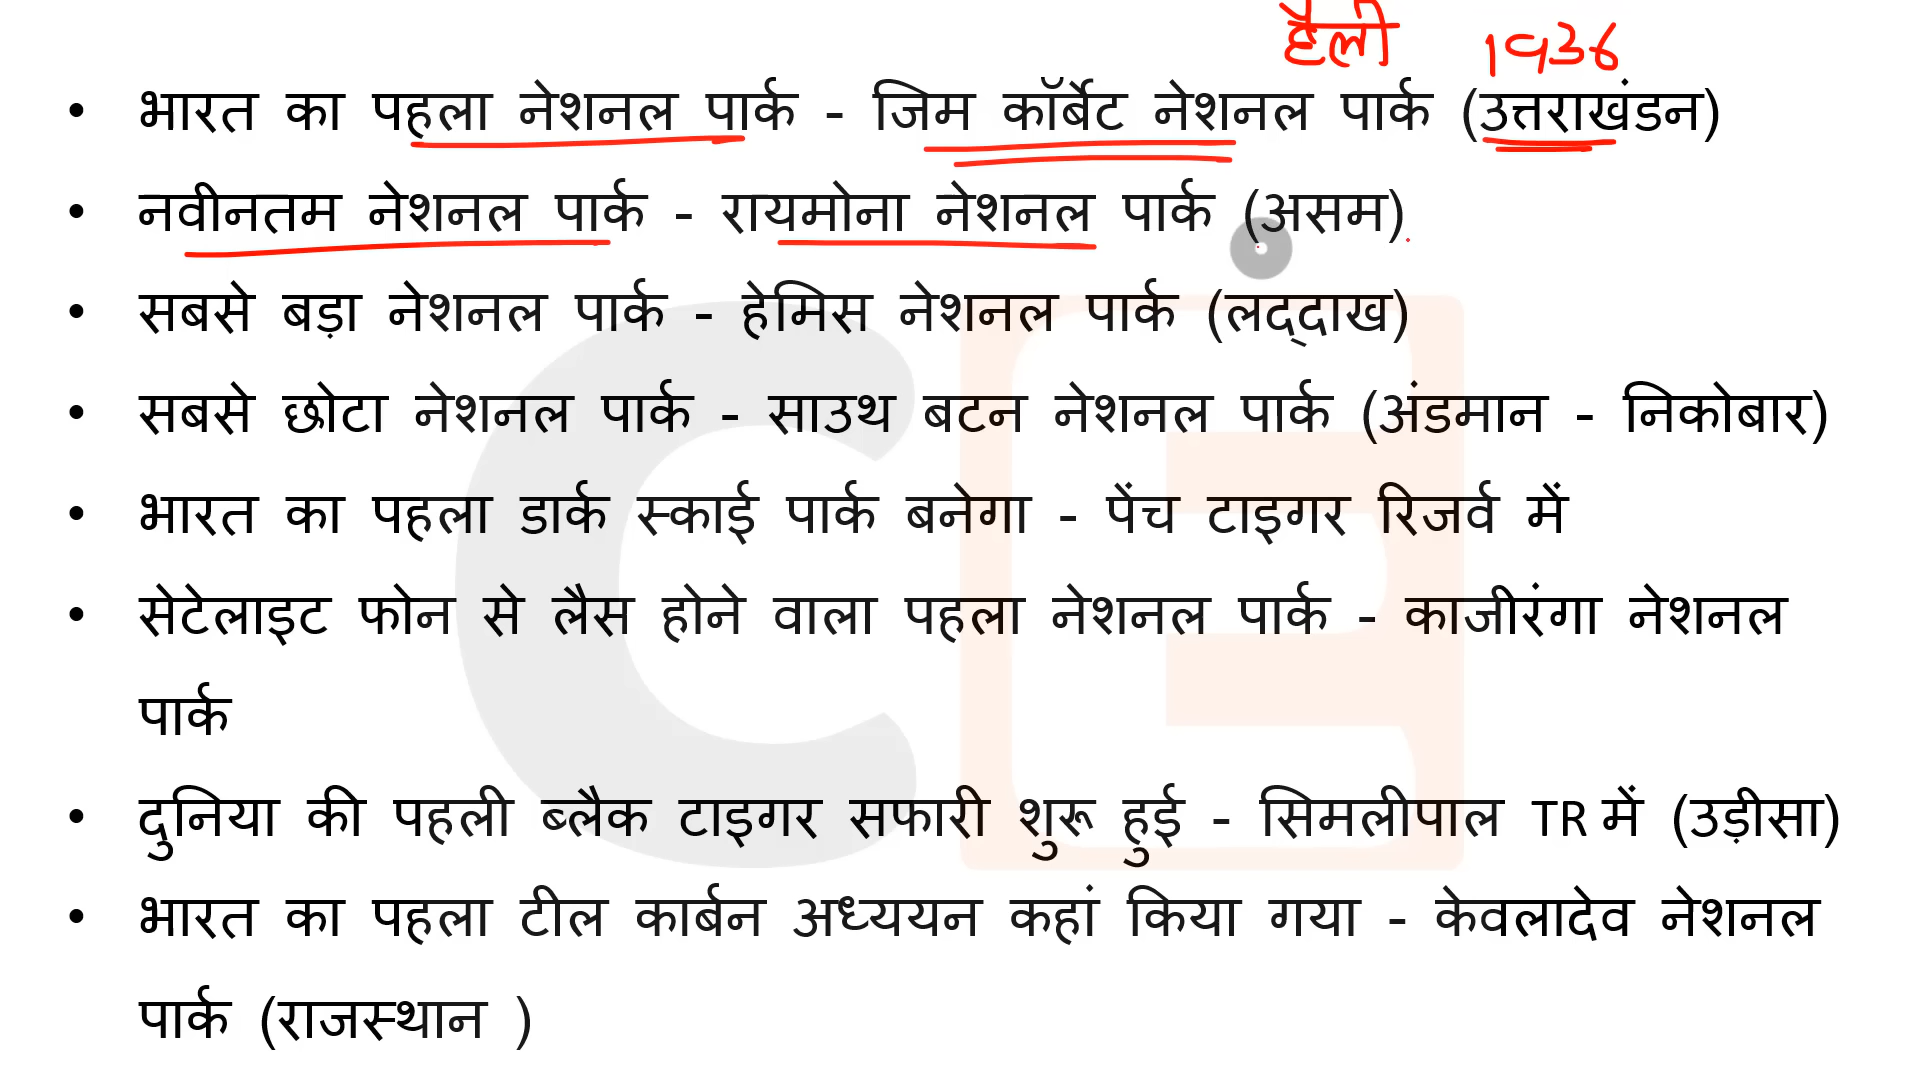 हैली 1936
• भारत का पहला नेशनल पार्क - जिम कॉर्बेट नेशनल पार्क (उत्तराखंडन)
• नवीनतम नेशनल पार्क - रायमोना नेशनल पार्क (असम)
• सबसे बड़ा नेशनल पार्क - हेमिस नेशनल पार्क (लद्दाख)
• सबसे छोटा नेशनल पार्क - साउथ बटन नेशनल पार्क (अंडमान - निकोबार)
• भारत का पहला डार्क स्काई पार्क बनेगा - पेंच टाइगर रिजर्व में
• सेटेलाइट फोन से लैस होने वाला पहला नेशनल पार्क - काजीरंगा नेशनल
पार्क
• दुनिया की पहली ब्लैक टाइगर सफारी शुरू हुई - सिमलीपाल TR में (उड़ीसा)
• भारत का पहला टील कार्बन अध्ययन कहां किया गया - केवलादेव नेशनल
पार्क (राजस्थान )
CE